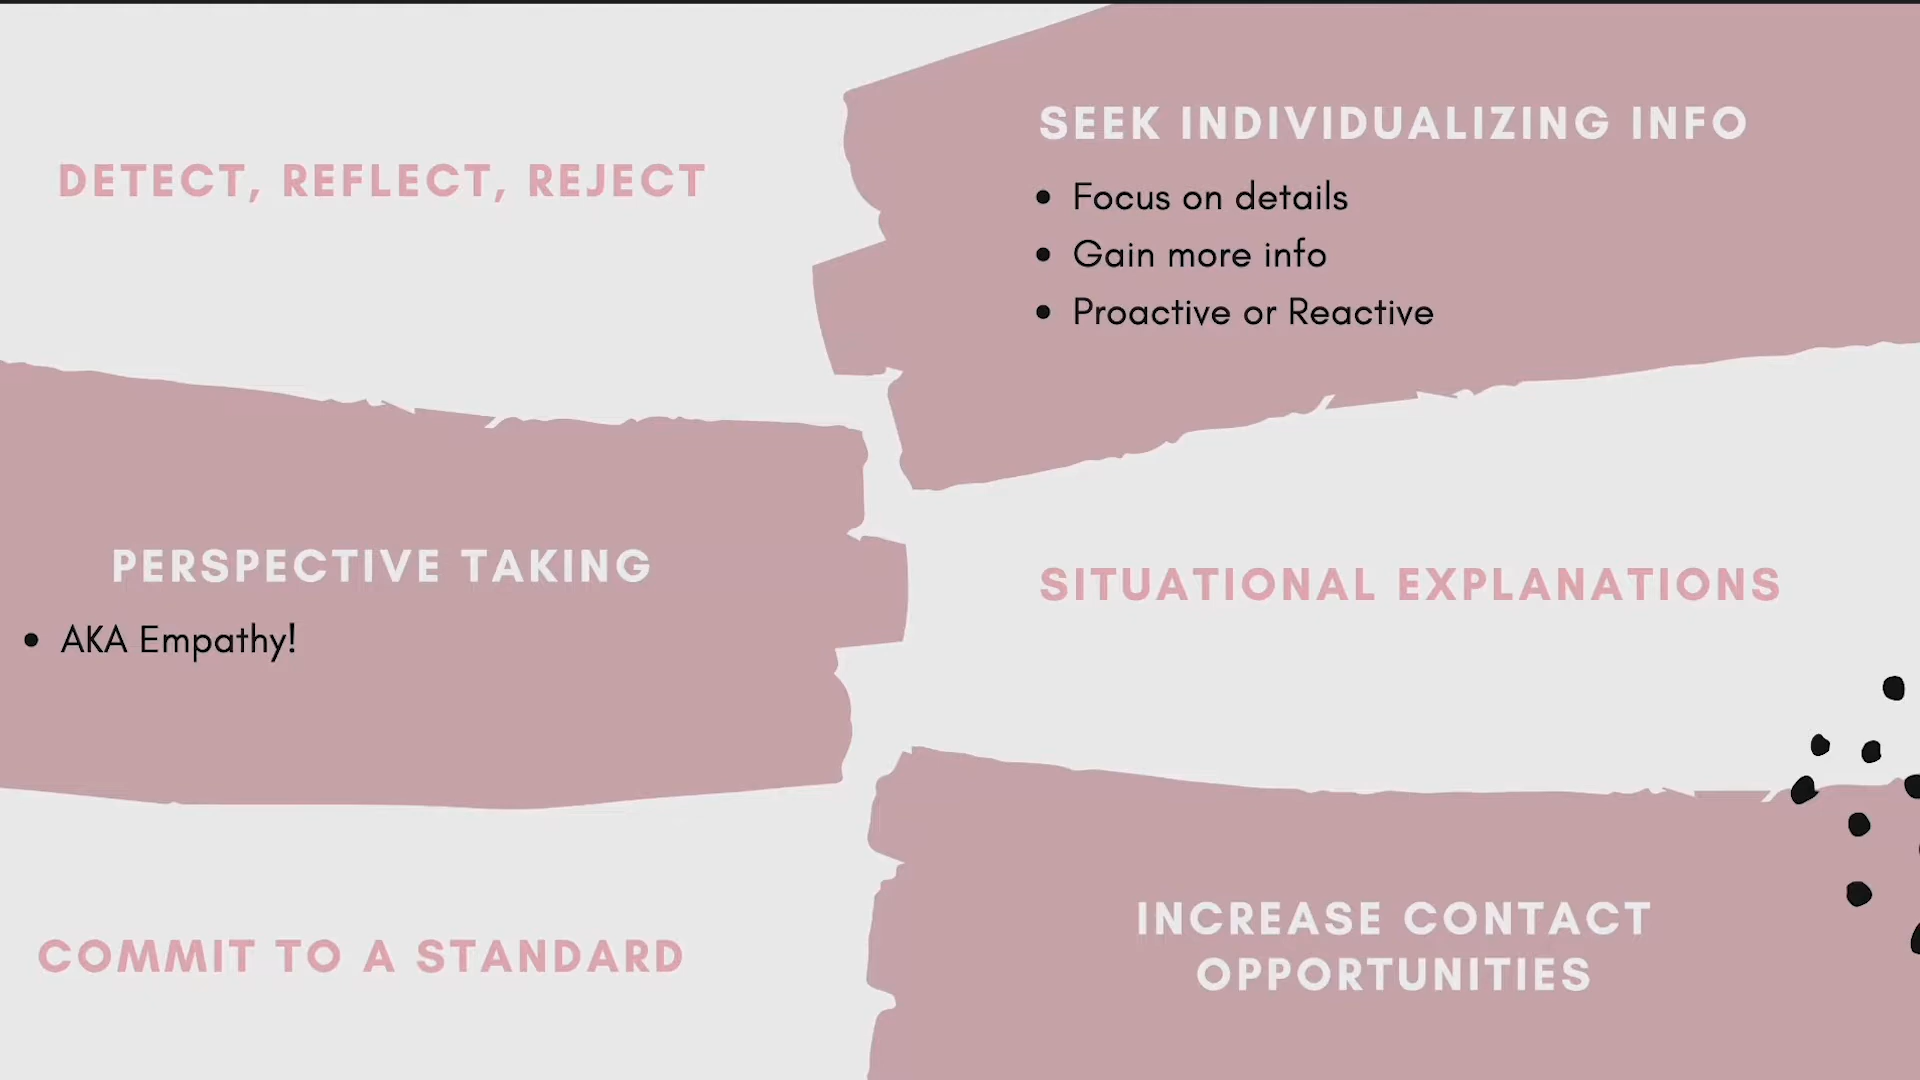 DETECT, REFLECT, REJECT
SEEK INDIVIDUALIZING INFO
• Focus on details
• Gain more info
• Proactive or Reactive
PERSPECTIVE TAKING
• AKA Empathy!
SITUATIONAL EXPLANATIONS
COMMIT TO A STANDARD
INCREASE CONTACT
OPPORTUNITIES